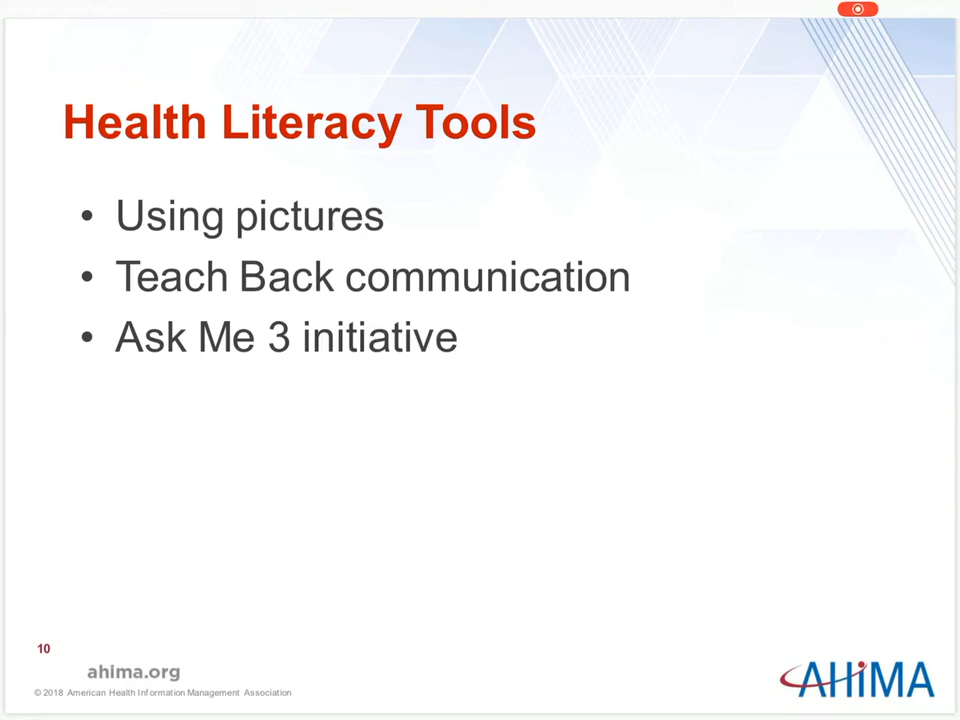 Health Literacy Tools
• Using pictures
• Teach Back communication
• Ask Me 3 initiative
10
ahima.org
© 2018 American Health Information Management Association
AHiMA